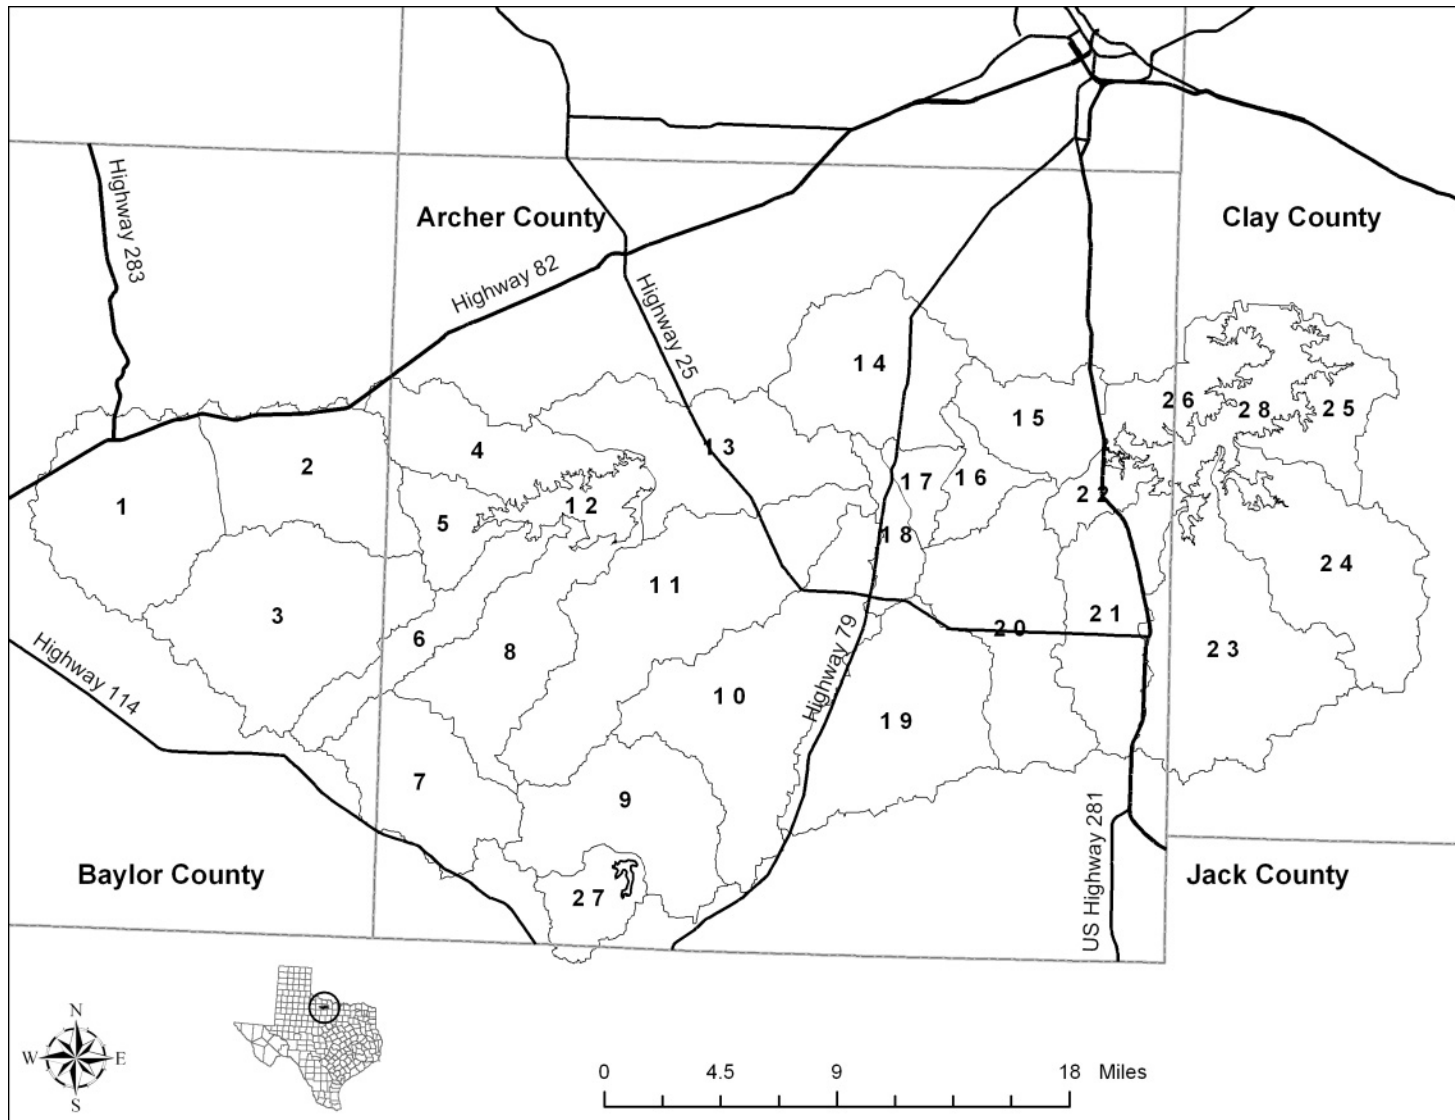 Archer County
Clay County
Highway 283
Highway 82
Highway 25
14
26
28
25
15
13
4
2
17
16
1
5
12
22
18
24
11
3
6
8
21
20
23
Highway 114
Highway 79
10
19
7
9
Baylor County
27
US Highway 281
Jack County
N
W
E
S
0 4.5 9 18 Miles